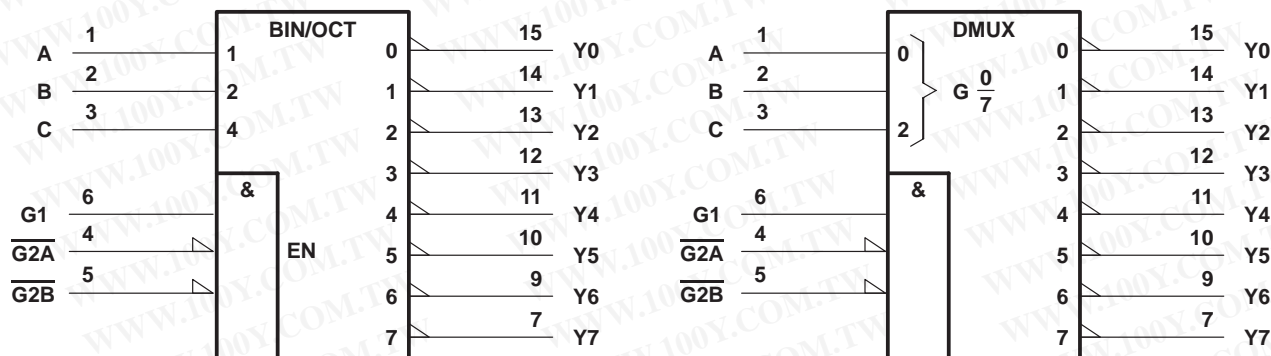 BIN/OCT
A 1 1
B 2 2
C 3 4
&
G1 6
G2A 4
G2B 5
EN
0 15 Y0
1 14 Y1
2 13 Y2
3 12 Y3
4 11 Y4
5 10 Y5
6 9 Y6
7 7 Y7
DMUX
A 1 0
B 2
C 3 2
G 0/7
&
G1 6
G2A 4
G2B 5
0 15 Y0
1 14 Y1
2 13 Y2
3 12 Y3
4 11 Y4
5 10 Y5
6 9 Y6
7 7 Y7
WWW.100Y.COM.TW